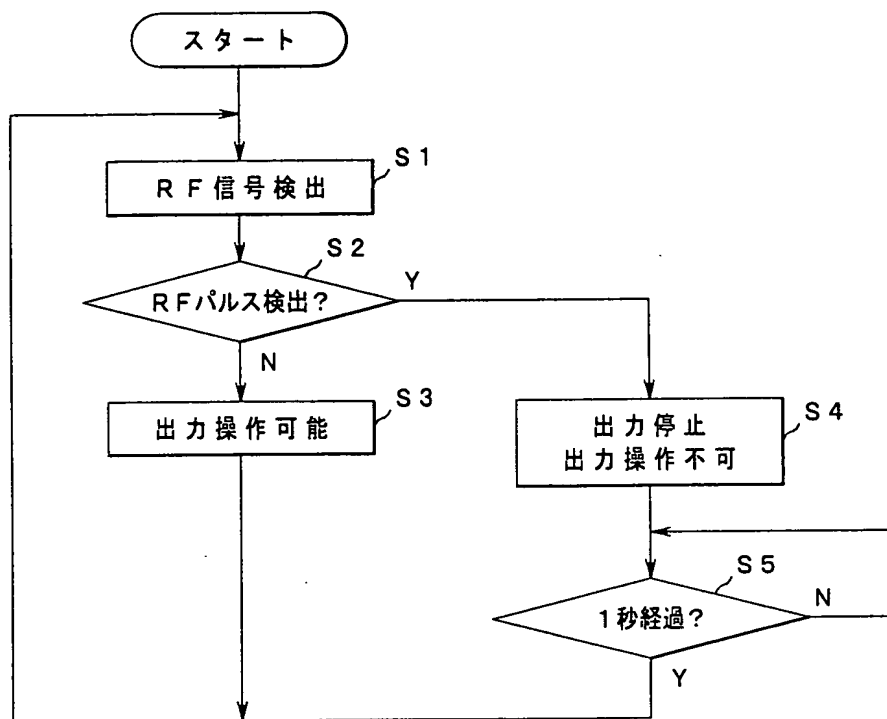 スタート
S1
RF信号検出
S2
RFパルス検出?
Y
N
S3
出力操作可能
S4
出力停止
出力操作不可
S5
1秒経過?
N
Y